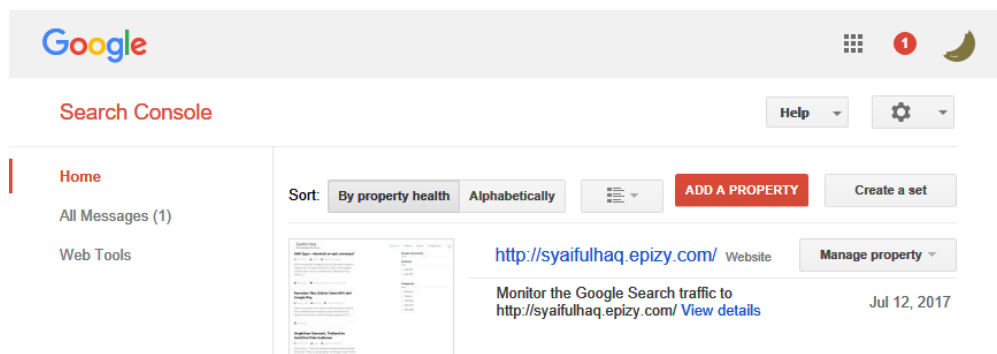 Google
1
Search Console
Help
Home
All Messages (1)
Web Tools
Sort: By property health Alphabetically
ADD A PROPERTY
Create a set
http://syaifulhaq.epizy.com/ Website
Manage property
Monitor the Google Search traffic to
http://syaifulhaq.epizy.com/ View details
Jul 12, 2017